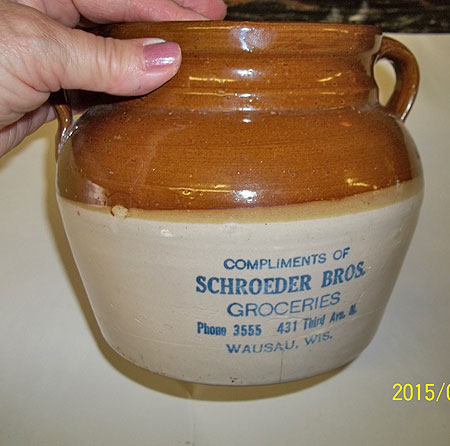 COMPLIMENTS OF
SCHROEDER BROS.
GROCERIES
Phone 3555 431 Third Ave. N.
WAUSAU, WIS.
2015/0